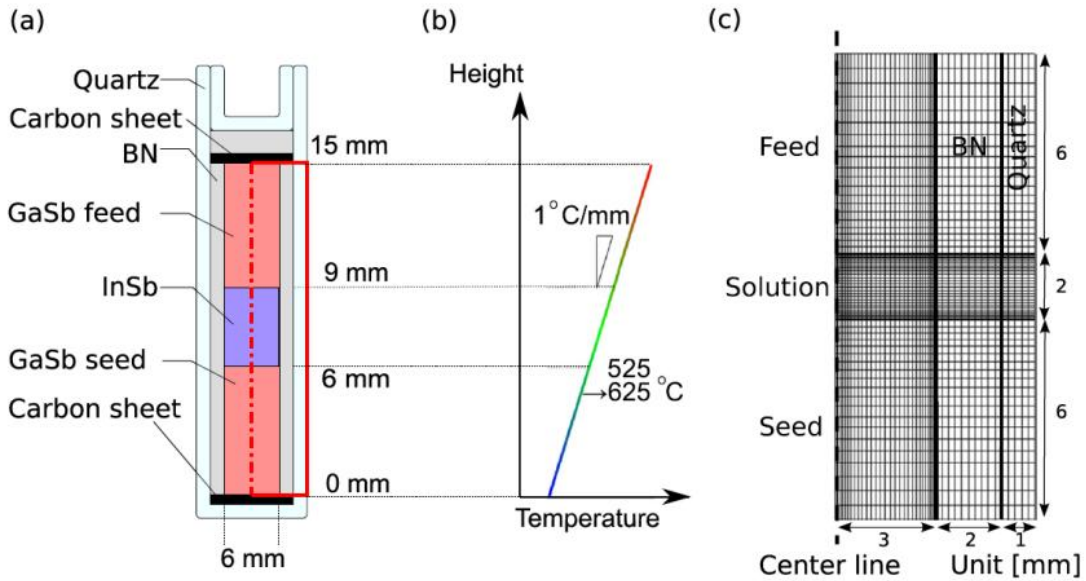 (a)
Quartz
Carbon sheet
BN
GaSb feed
InSb
GaSb seed
Carbon sheet
15 mm
9 mm
6 mm
0 mm
6 mm
(b)
Height
1°C/mm
525
→625 °C
Temperature
(c)
Feed
Solution
Seed
BN
Quartz
6
2
6
3
2
1
Center line
Unit [mm]